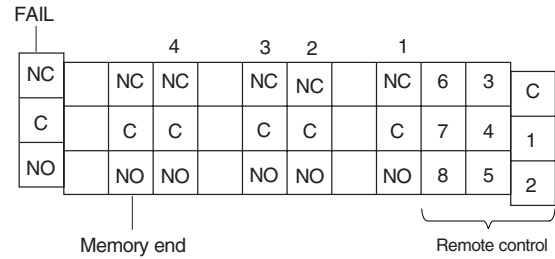 FAIL
4 3 2 1
NC NC NC NC NC NC 6 3 C
C C C C C C 7 4 1
NO NO NO NO NO NO 8 5 2
Memory end Remote control